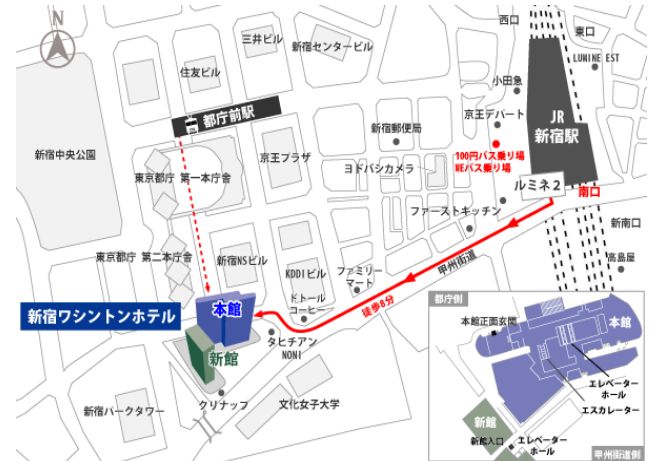 N
三井ビル
新宿センタービル
西口
東口
LUMINE EST
住友ビル
小田急
京王デパート
都庁前駅
新宿郵便局
JR
新宿駅
新宿中央公園
京王プラザ
100円バス乗り場
WEバス乗り場
東京都庁 第一本庁舎
ヨドバシカメラ
ルミネ2
南口
ファーストキッチン
新南口
東京都庁 第二本庁舎
新宿NSビル
KDDIビル
ファミリー
マート
甲州街道
高島屋
新宿ワシントンホテル
本館
ドトール
コーヒー
徒歩8分
都庁側
本館正面玄関
本館
新館
タヒチアン
NONI
エレベーター
ホール
エスカレーター
新宿パークタワー
クリナップ
文化女子大学
新館
新館入口
エレベーター
ホール
甲州街道側